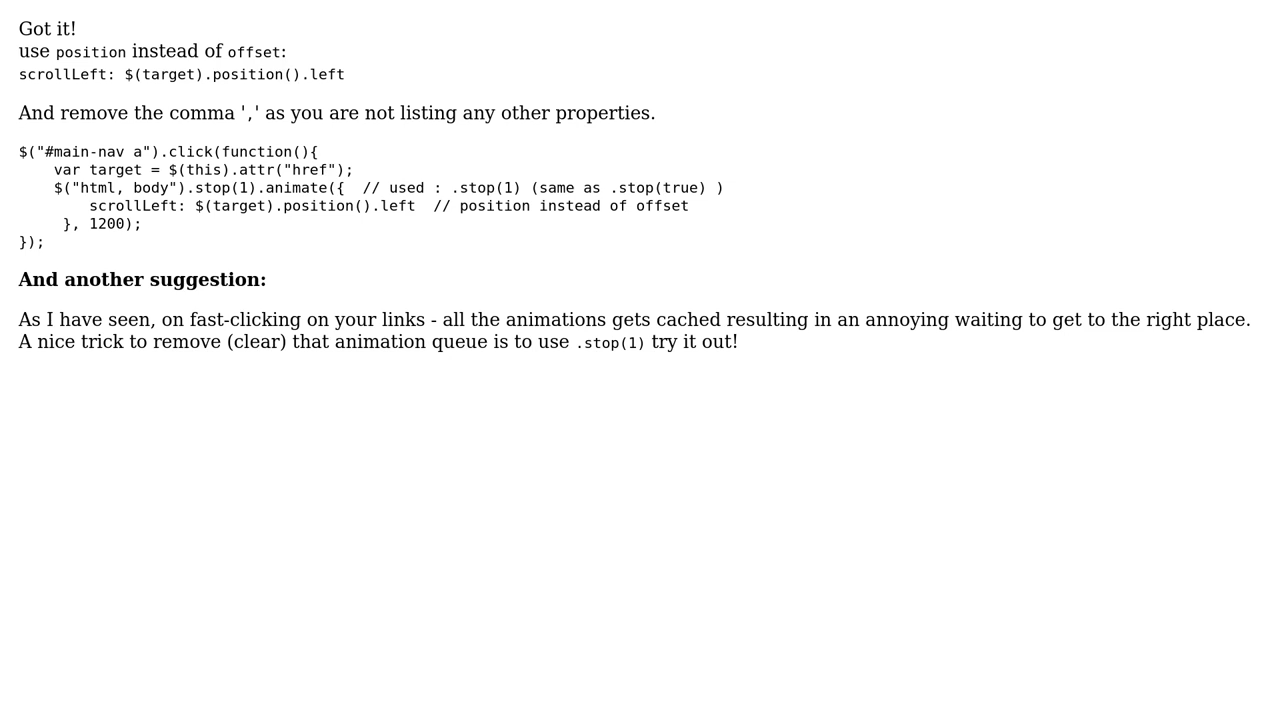 Got it!
use position instead of offset:
scrollLeft: $(target).position().left
And remove the comma ',' as you are not listing any other properties.
$("#main-nav a").click(function(){
    var target = $(this).attr("href");
    $("html, body").stop(1).animate({  // used : .stop(1) (same as .stop(true) )
        scrollLeft: $(target).position().left  // position instead of offset
     }, 1200);
});
And another suggestion:
As I have seen, on fast-clicking on your links - all the animations gets cached resulting in an annoying waiting to get to the right place.
A nice trick to remove (clear) that animation queue is to use .stop(1) try it out!